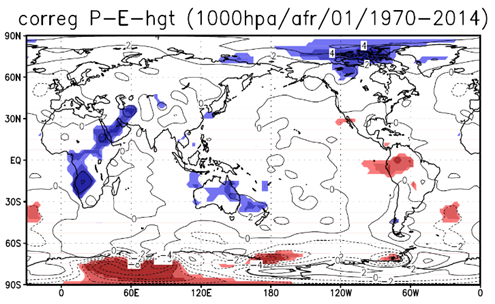 correg P-E-hgt (1000hpa/afr/01/1970-2014)
90N
60N
30N
EQ
30S
60S
90S
0 60E 120E 180 120W 60W 0